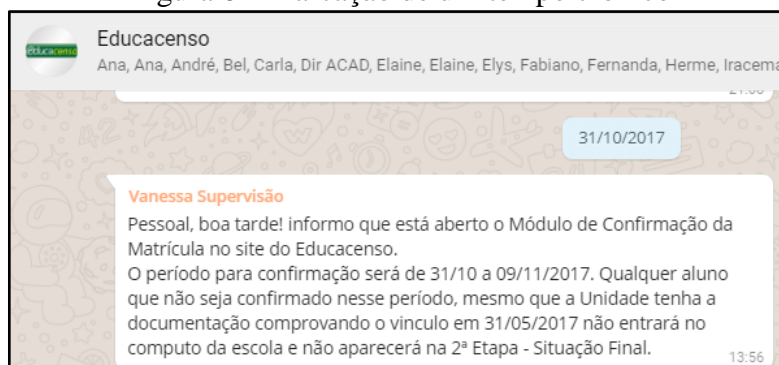 Educacenso
educacenso
Ana, Ana, André, Bel, Carla, Dir ACAD, Elaine, Elaine, Elys, Fabiano, Fernanda, Herme, Iracema
31/10/2017
Vanessa Supervisão
Pessoal, boa tarde! informo que está aberto o Módulo de Confirmação da
Matrícula no site do Educacenso.
O período para confirmação será de 31/10 a 09/11/2017. Qualquer aluno
que não seja confirmado nesse período, mesmo que a Unidade tenha a
documentação comprovando o vinculo em 31/05/2017 não entrará no
computo da escola e não aparecerá na 2ª Etapa - Situação Final.
13:56